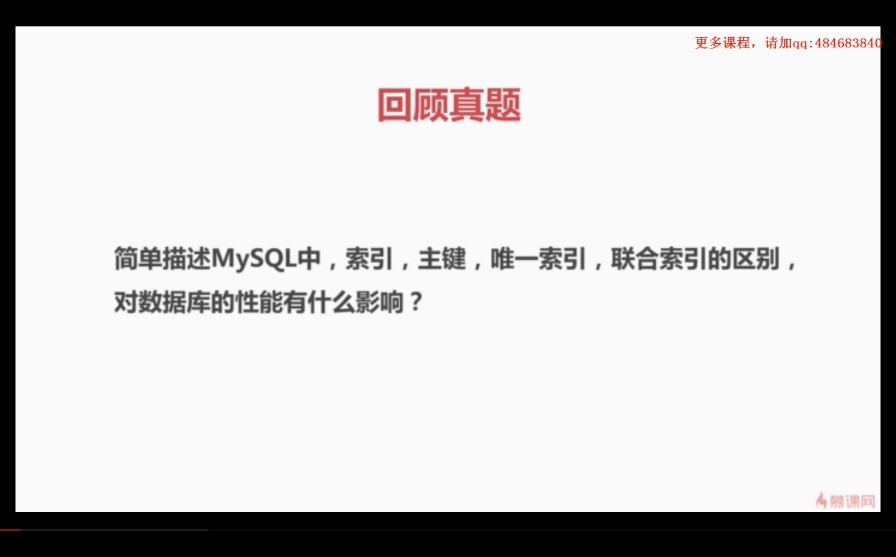 更多课程，请加qq:484683840
回顾真题
简单描述MySQL中，索引，主键，唯一索引，联合索引的区别，
对数据库的性能有什么影响？
慕课网